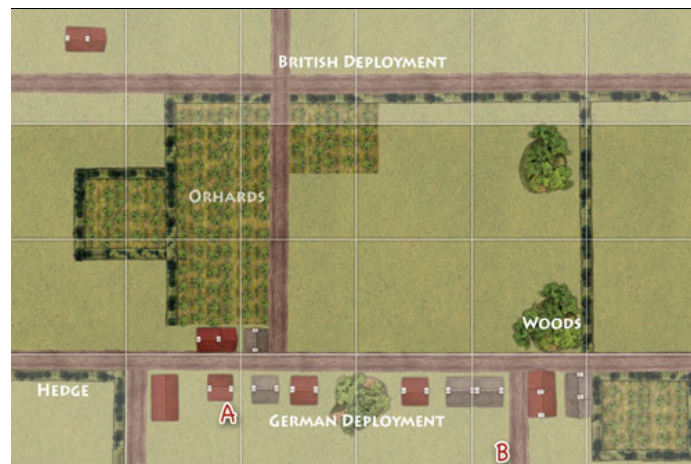 British Deployment
Orhards
Woods
Hedge
A
German Deployment
B